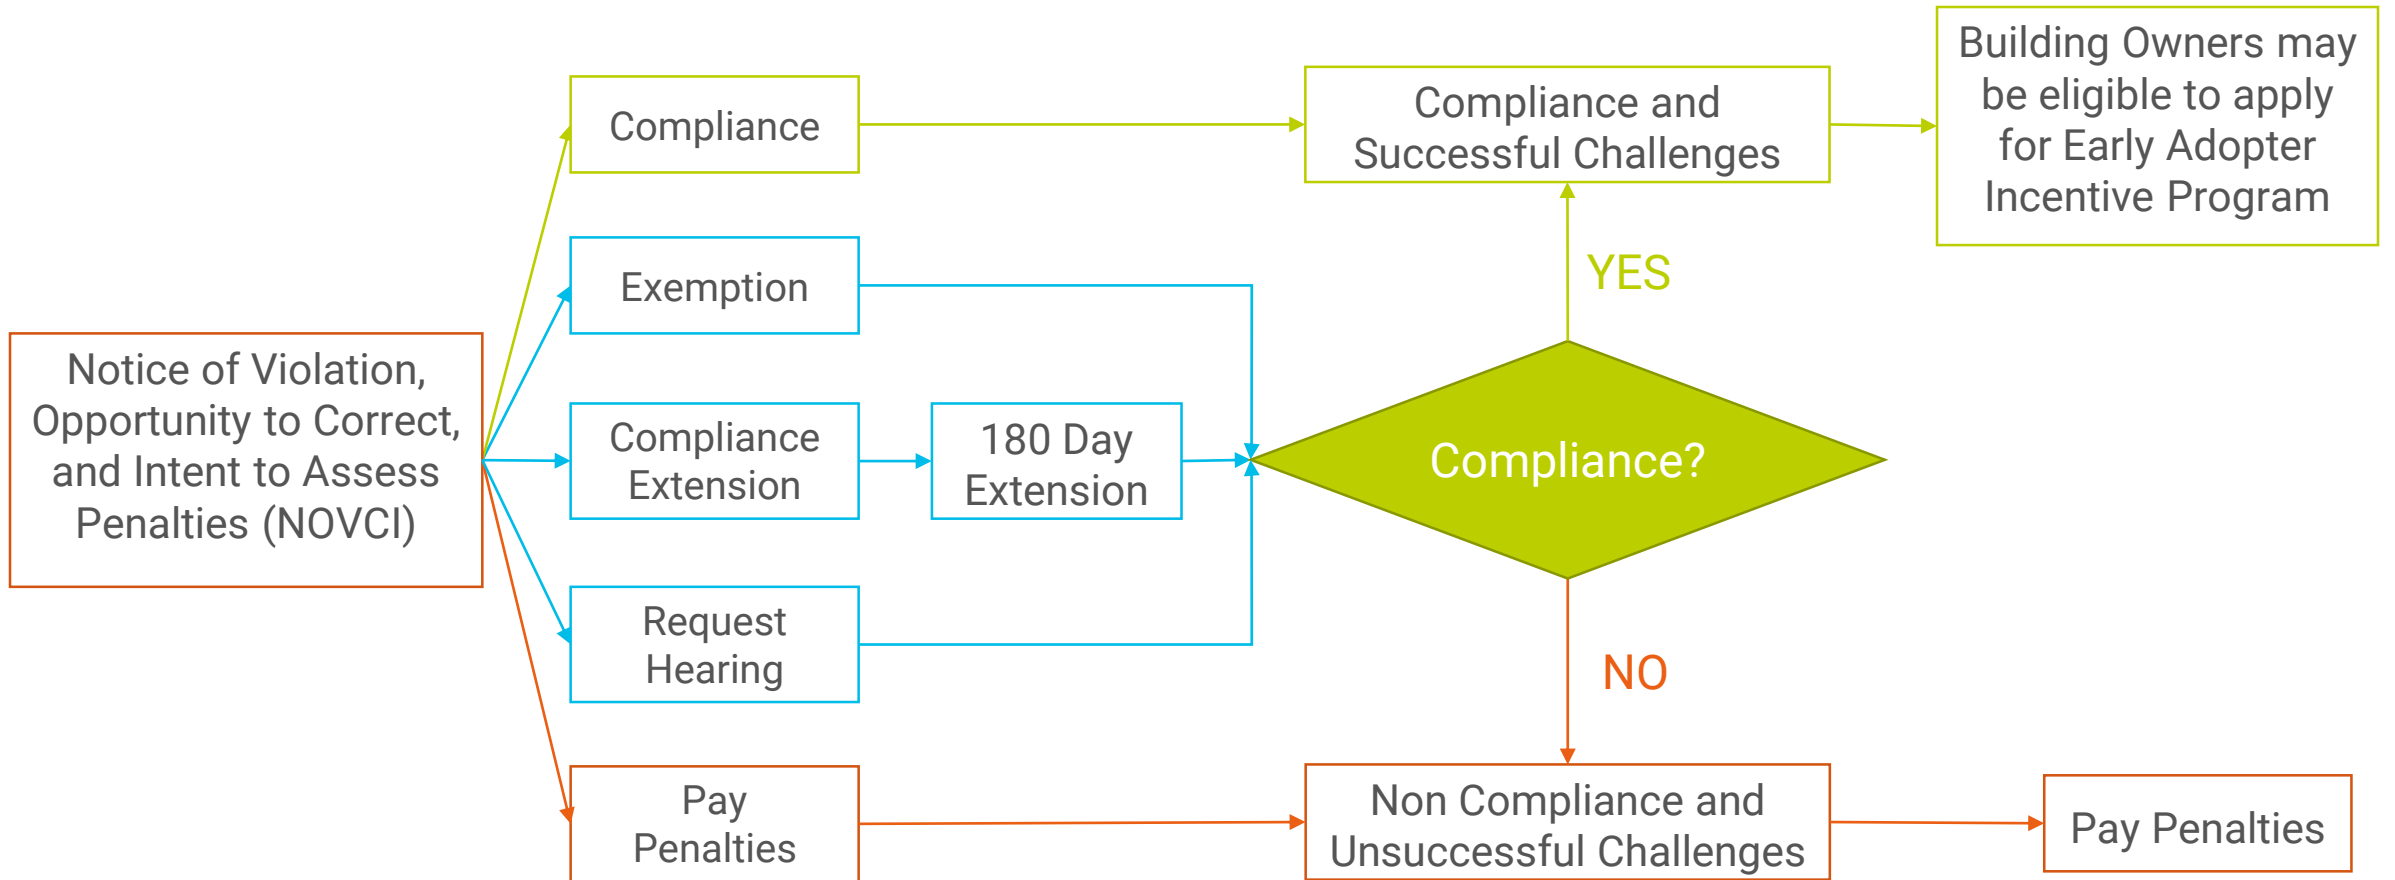 Building Owners may
be eligible to apply
for Early Adopter
Incentive Program
Compliance
Compliance and
Successful Challenges
Exemption
YES
Notice of Violation,
Opportunity to Correct,
and Intent to Assess
Penalties (NOVCI)
Compliance
Extension
180 Day
Extension
Compliance?
Request
Hearing
NO
Pay
Penalties
Non Compliance and
Unsuccessful Challenges
Pay Penalties